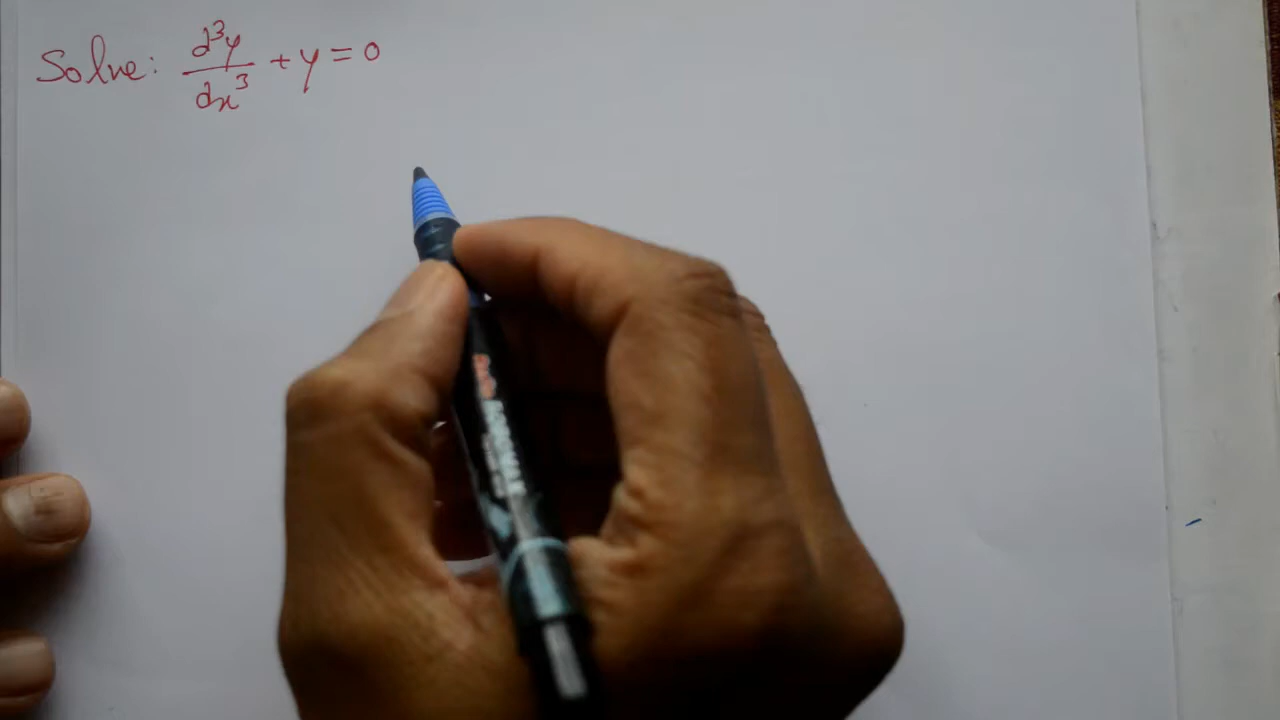 Solve: d³y/dx³ + y = 0